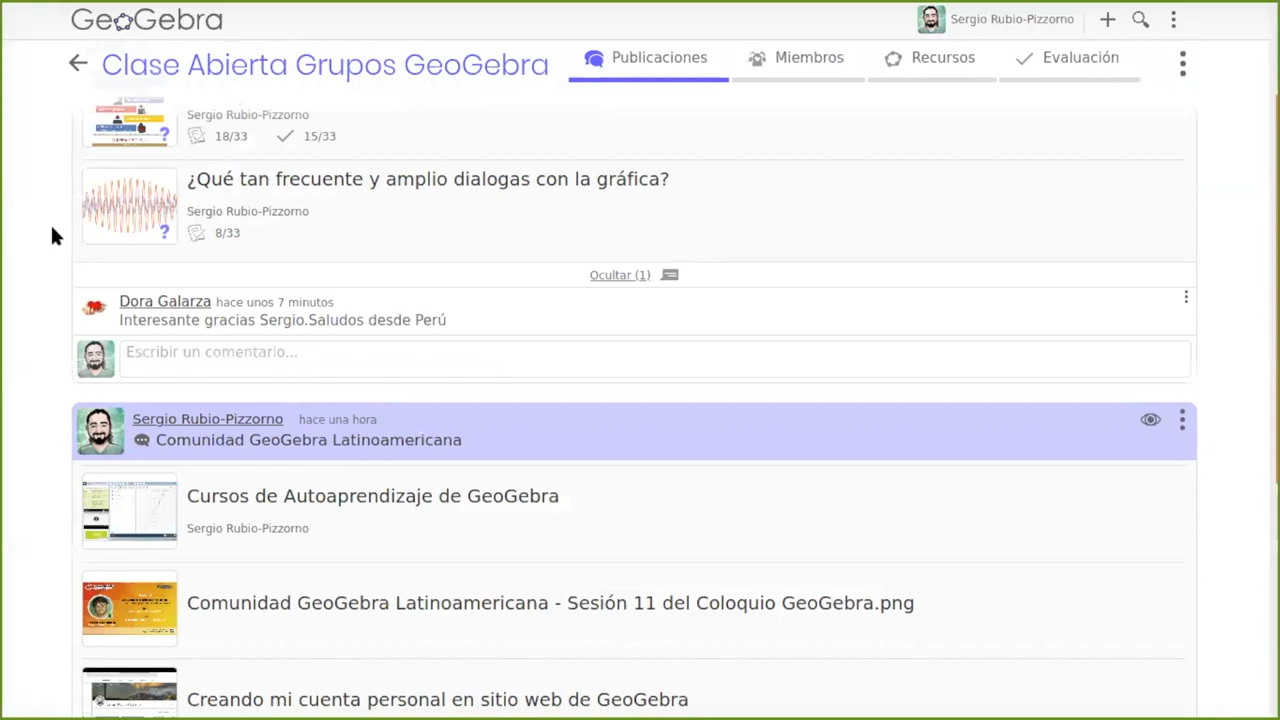 GeoGebra
Sergio Rubio-Pizzorno
Clase Abierta Grupos GeoGebra
Publicaciones
Miembros
Recursos
Evaluación
Sergio Rubio-Pizzorno
18/33 15/33
¿Qué tan frecuente y amplio dialogas con la gráfica?
Sergio Rubio-Pizzorno
8/33
Ocultar (1)
Dora Galarza hace unos 7 minutos
Interesante gracias Sergio.Saludos desde Perú
Escribir un comentario...
Sergio Rubio-Pizzorno hace una hora
Comunidad GeoGebra Latinoamericana
Cursos de Autoaprendizaje de GeoGebra
Sergio Rubio-Pizzorno
Comunidad GeoGebra Latinoamericana - Sesión 11 del Coloquio GeoGebra.png
Creando mi cuenta personal en sitio web de GeoGebra